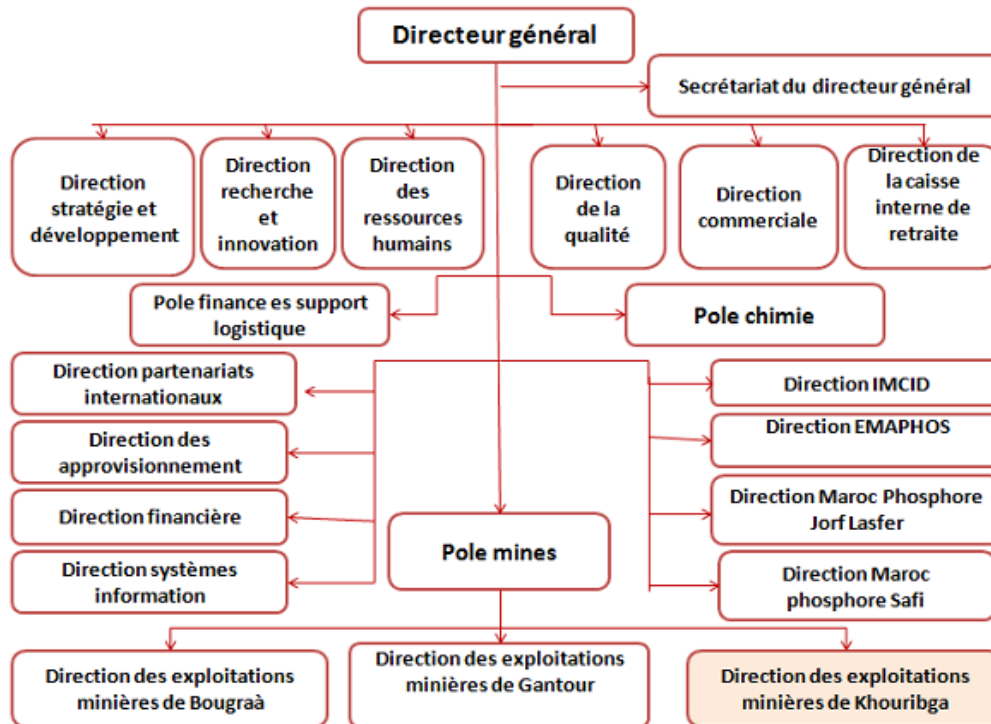 Directeur général
Secrétariat du directeur général
Direction
stratégie et
développement
Direction
recherche
et
innovation
Direction
des
ressources
humains
Direction
de la
qualité
Direction
commerciale
Direction de
la caisse
interne de
retraite
Pole finance es support
logistique
Pole chimie
Direction partenariats
internationaux
Direction IMCID
Direction des
approvisionnement
Direction EMAPHOS
Direction financière
Direction Maroc Phosphore
Jorf Lasfer
Pole mines
Direction systèmes
information
Direction Maroc
phosphore Safi
Direction des exploitations
minières de Bougraà
Direction des exploitations
minières de Gantour
Direction des exploitations
minières de Khouribga